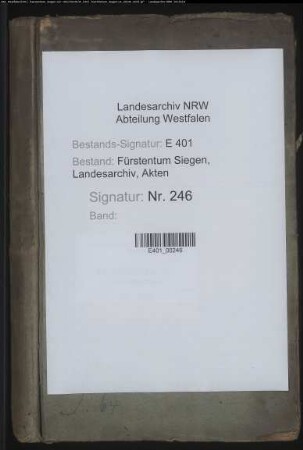 Landesarchiv NRW
Abteilung Westfalen
Bestands-Signatur: E 401
Bestand: Fürstentum Siegen,
Landesarchiv, Akten
Signatur: Nr. 246
Band:
E401_00246